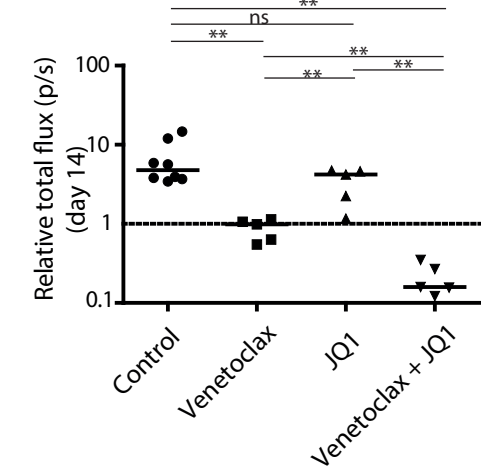 **
ns
**
**
**
**
Relative total flux (p/s)
(day 14)
100
10
1
0.1
Control
Venetoclax
JQ1
Venetoclax + JQ1